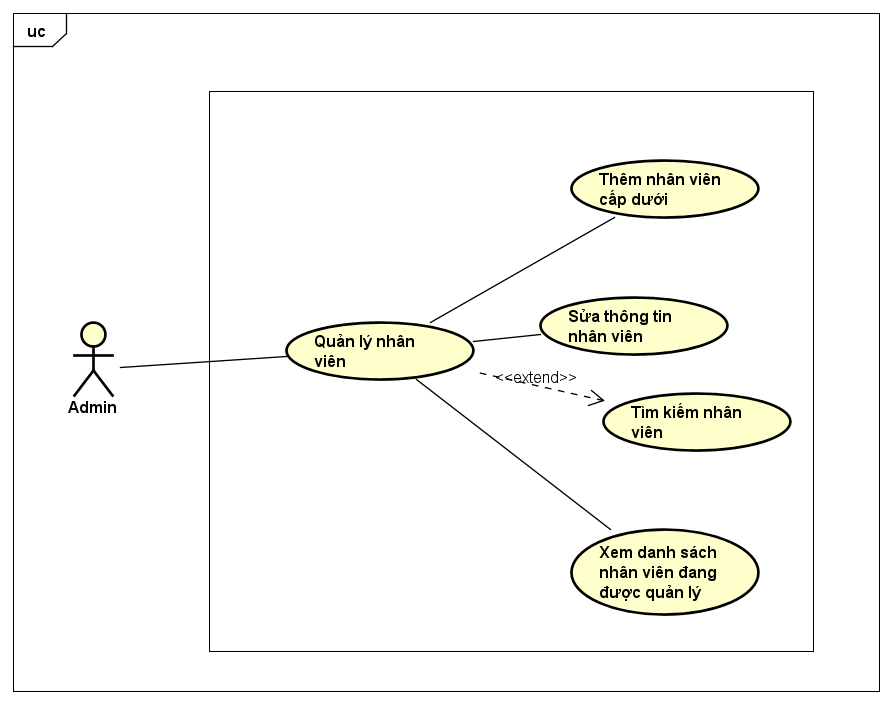 uc
Thêm nhân viên
cấp dưới
Sửa thông tin
nhân viên
Quản lý nhân
viên
<<extend>>
Tìm kiếm nhân
viên
Admin
Xem danh sách
nhân viên đang
được quản lý